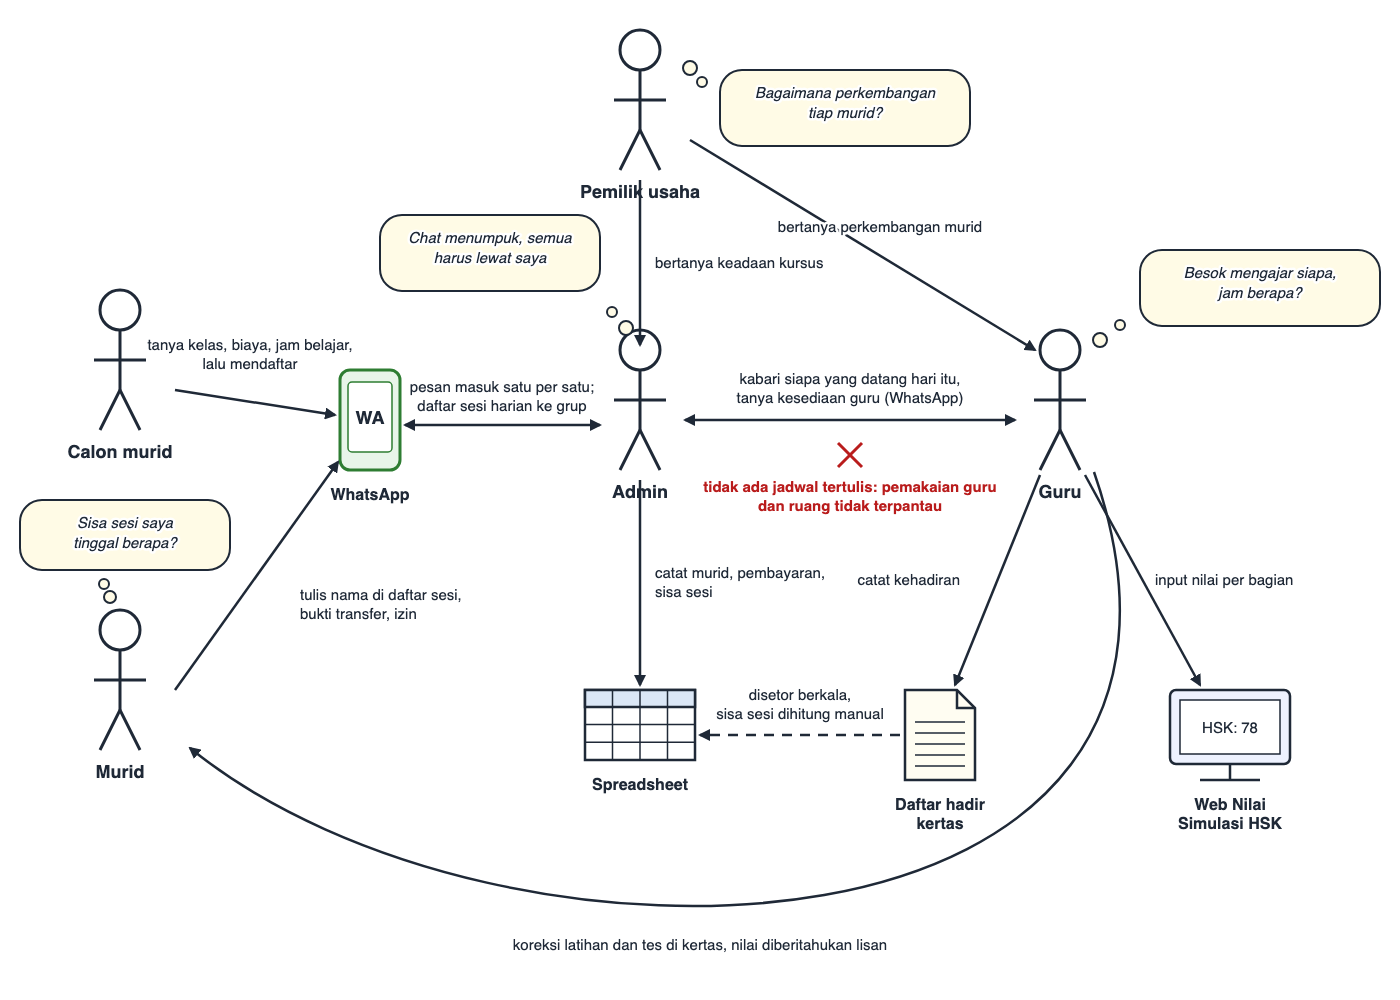 Bagaimana perkembangan
tiap murid?
Pemilik usaha
bertanya perkembangan murid
Chat menumpuk, semua
harus lewat saya
bertanya keadaan kursus
Besok mengajar siapa,
jam berapa?
tanya kelas, biaya, jam belajar,
lalu mendaftar
WA
pesan masuk satu per satu;
daftar sesi harian ke grup
kabari siapa yang datang hari itu,
tanya kesediaan guru (WhatsApp)
Calon murid
WhatsApp
Admin
tidak ada jadwal tertulis: pemakaian guru
dan ruang tidak terpantau
Guru
Sisa sesi saya
tinggal berapa?
tulis nama di daftar sesi,
bukti transfer, izin
catat murid, pembayaran,
sisa sesi
catat kehadiran
input nilai per bagian
Murid
disetor berkala,
sisa sesi dihitung manual
HSK: 78
Spreadsheet
Daftar hadir
kertas
Web Nilai
Simulasi HSK
koreksi latihan dan tes di kertas, nilai diberitahukan lisan